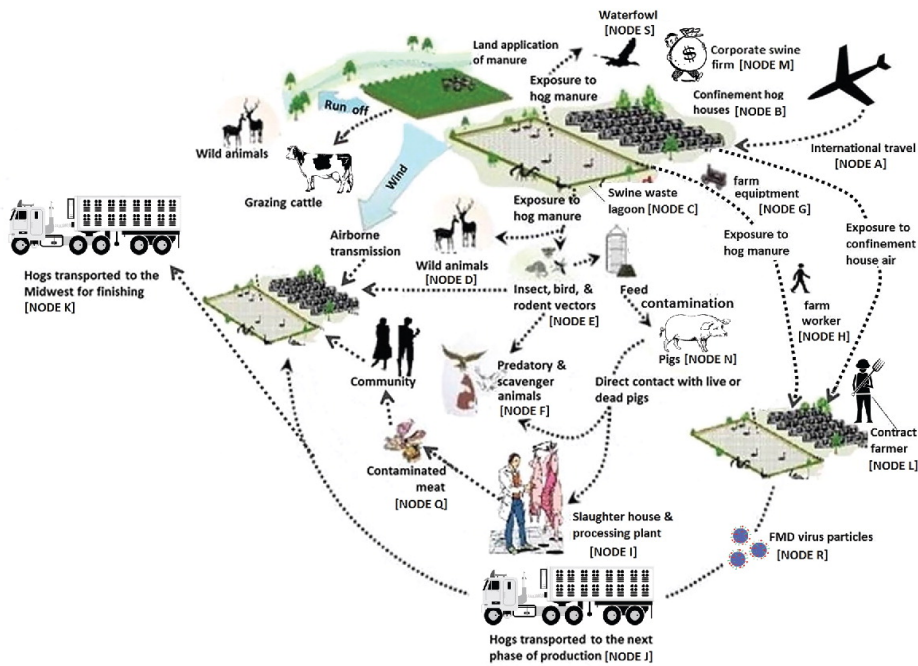 Waterfowl
[NODE S]
Land application
of manure
Corporate swine
firm [NODE M]
Exposure to
hog manure
Confinement hog
houses [NODE B]
Run off
International travel
[NODE A]
Wild animals
Grazing cattle
Wind
Swine waste
lagoon [NODE C]
farm
equiptment
[NODE G]
Exposure to
hog manure
Exposure to
hog manure
Exposure to
confinement
house air
Airborne
transmission
Wild animals
[NODE D]
Hogs transported to the
Midwest for finishing
[NODE K]
Insect, bird, &
rodent vectors
[NODE E]
Feed
contamination
farm
worker
[NODE H]
Pigs [NODE N]
Community
Predatory &
scavenger
animals
[NODE F]
Direct contact with live or
dead pigs
Contract
farmer
[NODE L]
Contaminated
meat
[NODE Q]
Slaughter house &
processing plant
[NODE I]
FMD virus particles
[NODE R]
Hogs transported to the next
phase of production [NODE J]